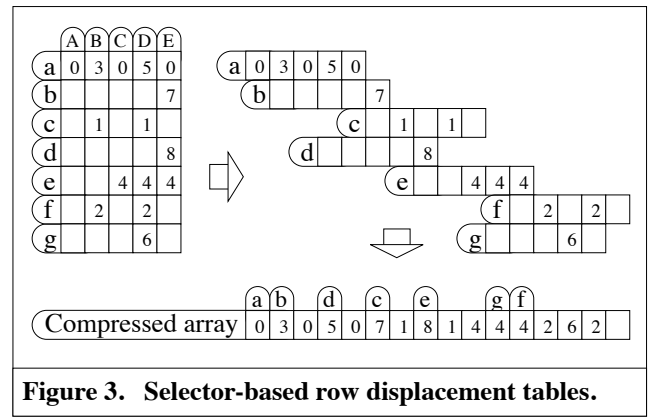 A B C D E
a 0 3 0 5 0
b 7
c 1 1
d 8
e 4 4 4
f 2 2
g 6
a 0 3 0 5 0
b 7
c 1 1
d 8
e 4 4 4
f 2 2
g 6
a b d c e g f
Compressed array 0 3 0 5 0 7 1 8 1 4 4 4 2 6 2
Figure 3. Selector-based row displacement tables.